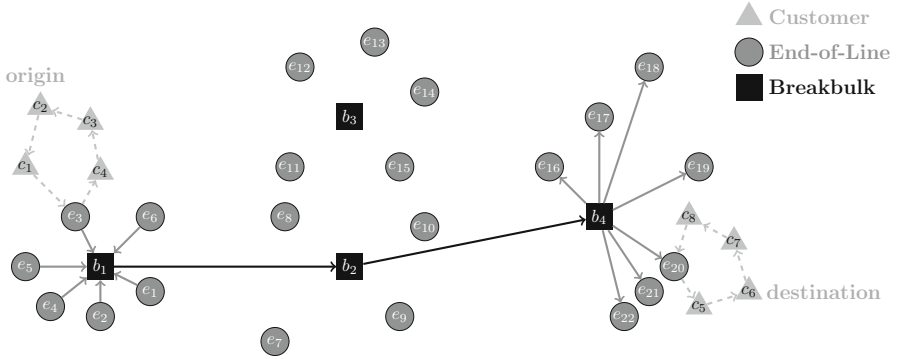 Customer
e13
End-of-Line
e12
e18
origin
Breakbulk
c2
e14
c3
b3
e17
c1
c4
e11
e15
e16
e19
e3
e6
e8
b4
c8
e10
c7
e5
b1
b2
e20
e4
e1
e21
c6
destination
e2
e9
e22
c5
e7